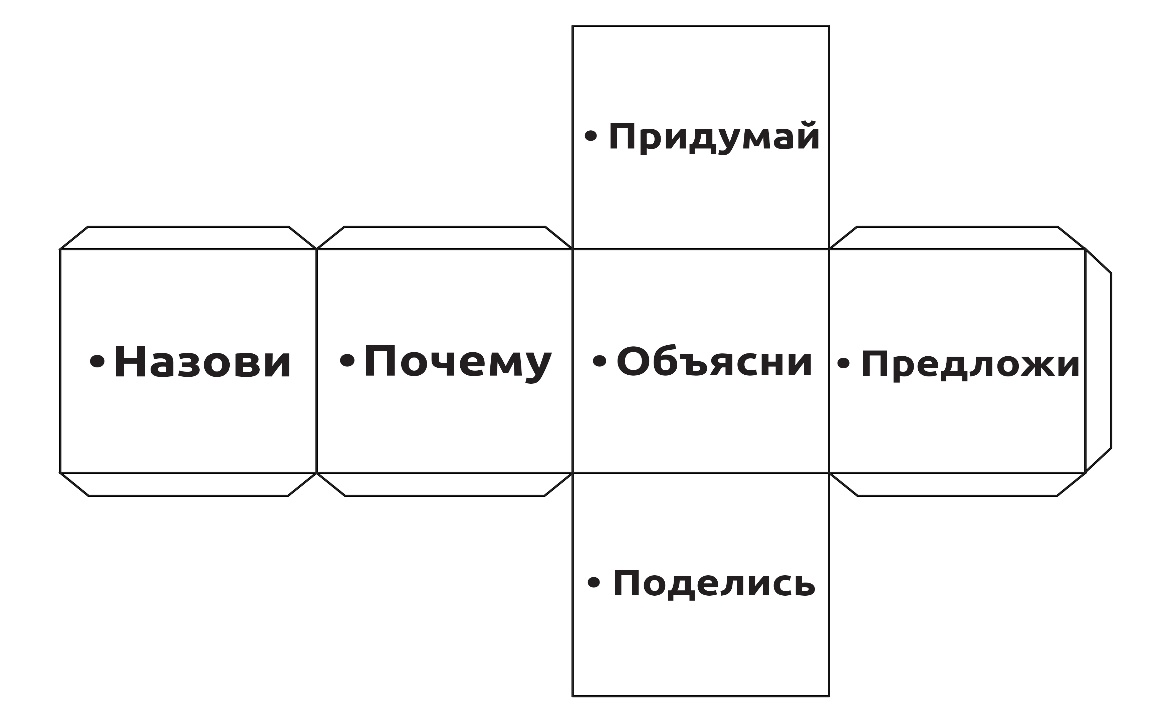 • Придумай
• Назови
• Почему
• Объясни
• Предложи
• Поделись